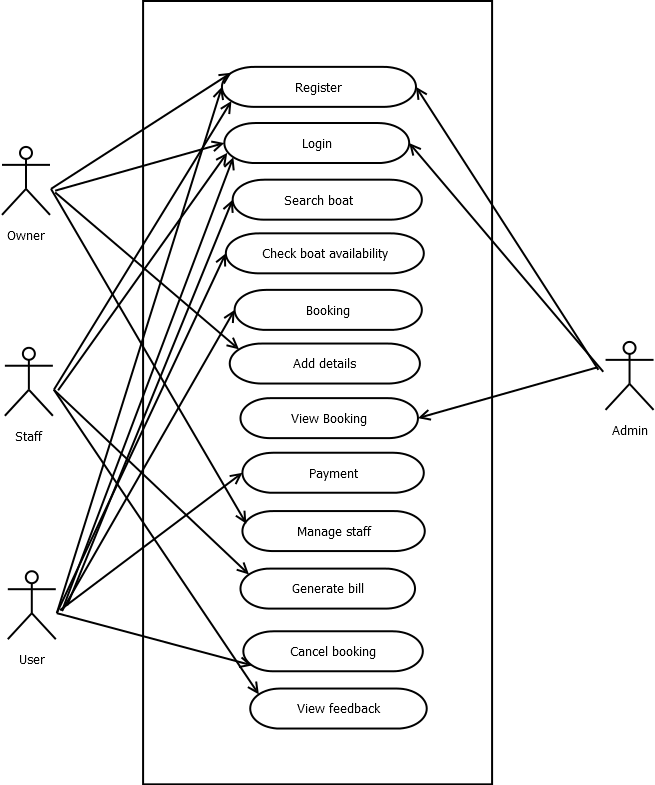 Register
Login
Search boat
Check boat availability
Booking
Add details
View Booking
Payment
Manage staff
Generate bill
Cancel booking
View feedback
Owner
Staff
User
Admin